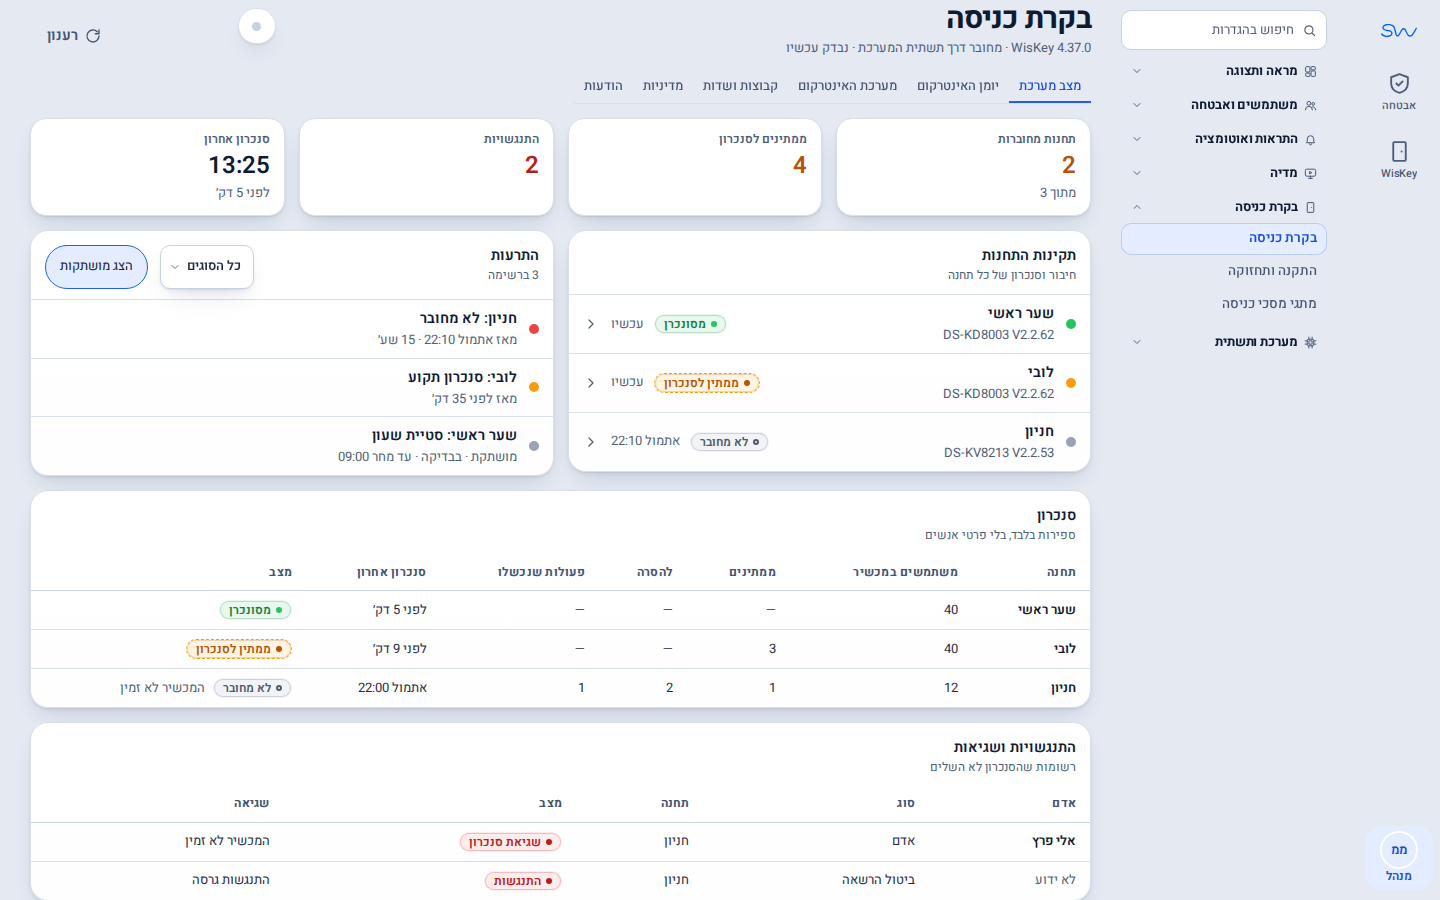 SW
אבטחה
WisKey
ממ
מנהל
חיפוש בהגדרות
מראה ותצוגה
משתמשים ואבטחה
התראות ואוטומציה
מדיה
בקרת כניסה
בקרת כניסה
התקנה ותחזוקה
מתגי מסכי כניסה
מערכת ותשתית
בקרת כניסה
WisKey 4.37.0 · מחובר דרך תשתית המערכת · נבדק עכשיו
רענון
מצב מערכת
יומן האינטרקום
מערכת האינטרקום
קבוצות ושדות
מדיניות
הודעות
תחנות מחוברות
2
מתוך 3
ממתינים לסנכרון
4
התנגשויות
2
סנכרון אחרון
13:25
לפני 5 דק׳
תקינות התחנות
חיבור וסנכרון של כל תחנה
שער ראשי
DS-KD8003 V2.2.62
מסונכרן
עכשיו
לובי
DS-KD8003 V2.2.62
ממתין לסנכרון
עכשיו
חניון
DS-KV8213 V2.2.53
לא מחובר
אתמול 22:10
התרעות
3 ברשימה
כל הסוגים
הצג מושתקות
חניון: לא מחובר
מאז אתמול 22:10 · 15 שע׳
לובי: סנכרון תקוע
מאז לפני 35 דק׳
שער ראשי: סטיית שעון
מושתקת · בבדיקה · עד מחר 09:00
סנכרון
ספירות בלבד, בלי פרטי אנשים
תחנה משתמשים במכשיר ממתינים להסרה פעולות שנכשלו סנכרון אחרון מצב
שער ראשי 40 — — — לפני 5 דק׳ מסונכרן
לובי 40 3 — — לפני 9 דק׳ ממתין לסנכרון
חניון 12 1 2 1 אתמול 22:00 לא מחובר המכשיר לא זמין
התנגשויות ושגיאות
רשומות שהסנכרון לא השלים
אדם סוג תחנה מצב שגיאה
אלי פרץ אדם חניון שגיאת סנכרון המכשיר לא זמין
לא ידוע ביטול הרשאה חניון התנגשות התנגשות גרסה